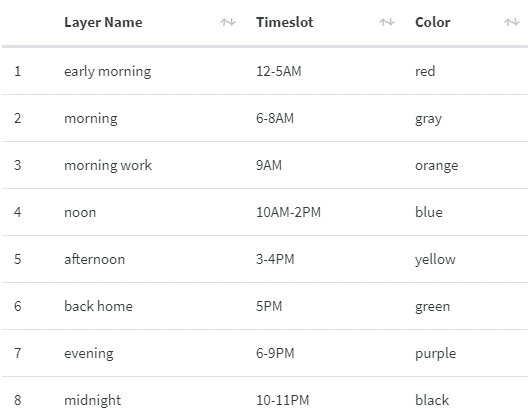 Layer Name Timeslot Color
1 early morning 12-5AM red
2 morning 6-8AM gray
3 morning work 9AM orange
4 noon 10AM-2PM blue
5 afternoon 3-4PM yellow
6 back home 5PM green
7 evening 6-9PM purple
8 midnight 10-11PM black